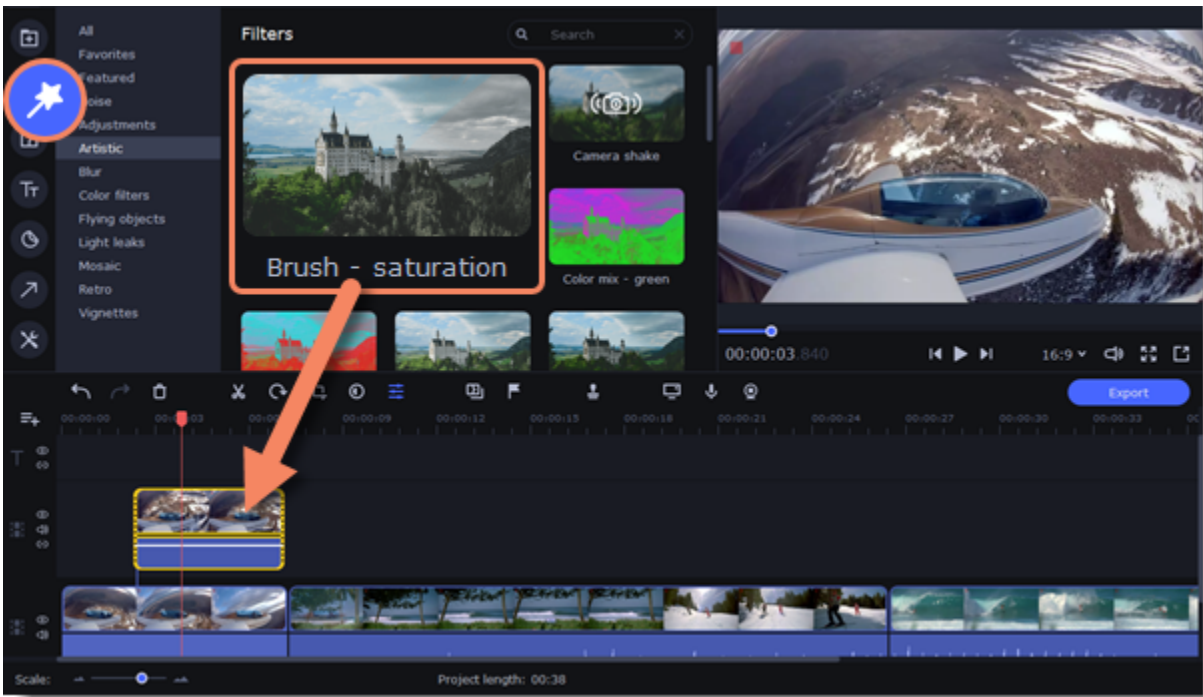 All
Favorites
Featured
oise
Adjustments
Artistic
Blur
Color filters
Flying objects
Light leaks
Mosaic
Retro
Vignettes
Filters
Search
Brush - saturation
Camera shake
Color mix - green
00:00:03.840
16:9
Export
00:00:00
00:00:09
00:00:12
00:00:15
00:00:18
00:00:21
00:00:24
00:00:27
00:00:30
00:00:33
Scale:
Project length: 00:38